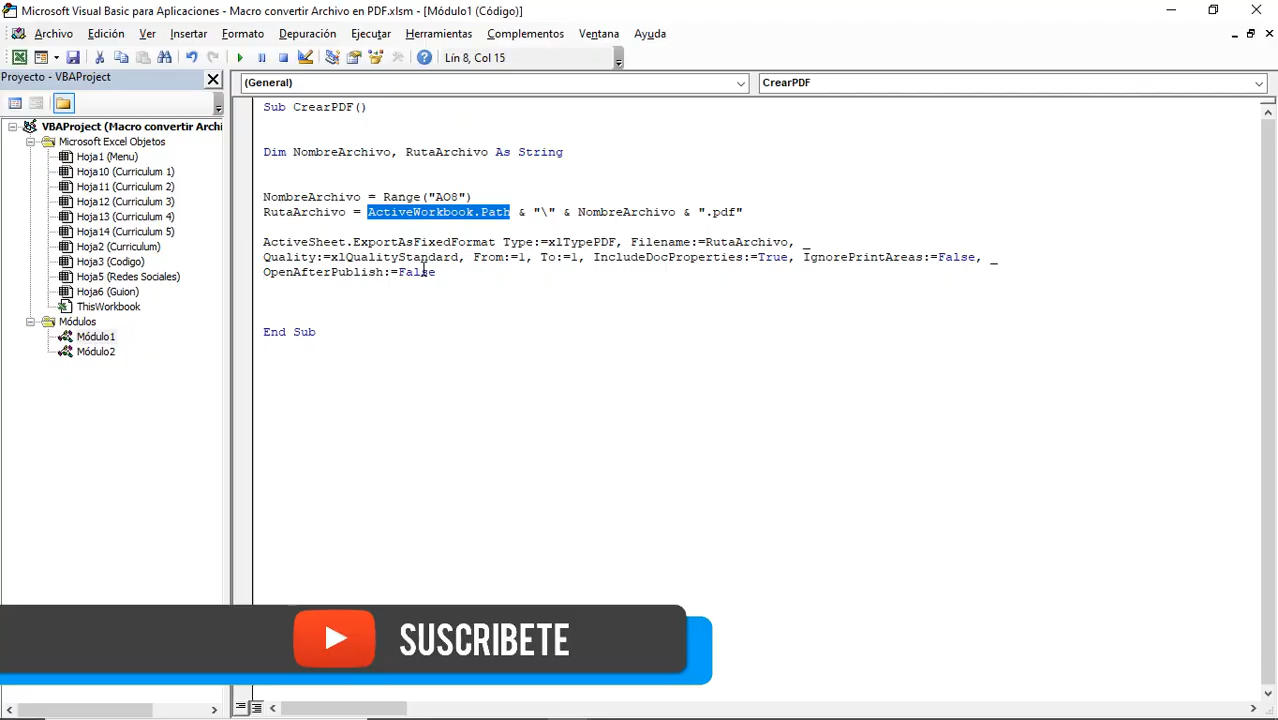 Microsoft Visual Basic para Aplicaciones - Macro convertir Archivo en PDF.xlsm - [Módulo1 (Código)]
Archivo Edición Ver Insertar Formato Depuración Ejecutar Herramientas Complementos Ventana Ayuda
Lín 8, Col 15
Proyecto - VBAProject
(General)
CrearPDF
VBAProject (Macro convertir Archi
Microsoft Excel Objetos
Hoja1 (Menu)
Hoja10 (Curriculum 1)
Hoja11 (Curriculum 2)
Hoja12 (Curriculum 3)
Hoja13 (Curriculum 4)
Hoja14 (Curriculum 5)
Hoja2 (Curriculum)
Hoja3 (Codigo)
Hoja5 (Redes Sociales)
Hoja6 (Guion)
ThisWorkbook
Módulos
Módulo1
Módulo2
Sub CrearPDF()
Dim NombreArchivo, RutaArchivo As String
NombreArchivo = Range("AO8")
RutaArchivo = ActiveWorkbook.Path & "\" & NombreArchivo & ".pdf"
ActiveSheet.ExportAsFixedFormat Type:=xlTypePDF, Filename:=RutaArchivo, _
Quality:=xlQualityStandard, From:=1, To:=1, IncludeDocProperties:=True, IgnorePrintAreas:=False, _
OpenAfterPublish:=False
End Sub
SUSCRIBETE